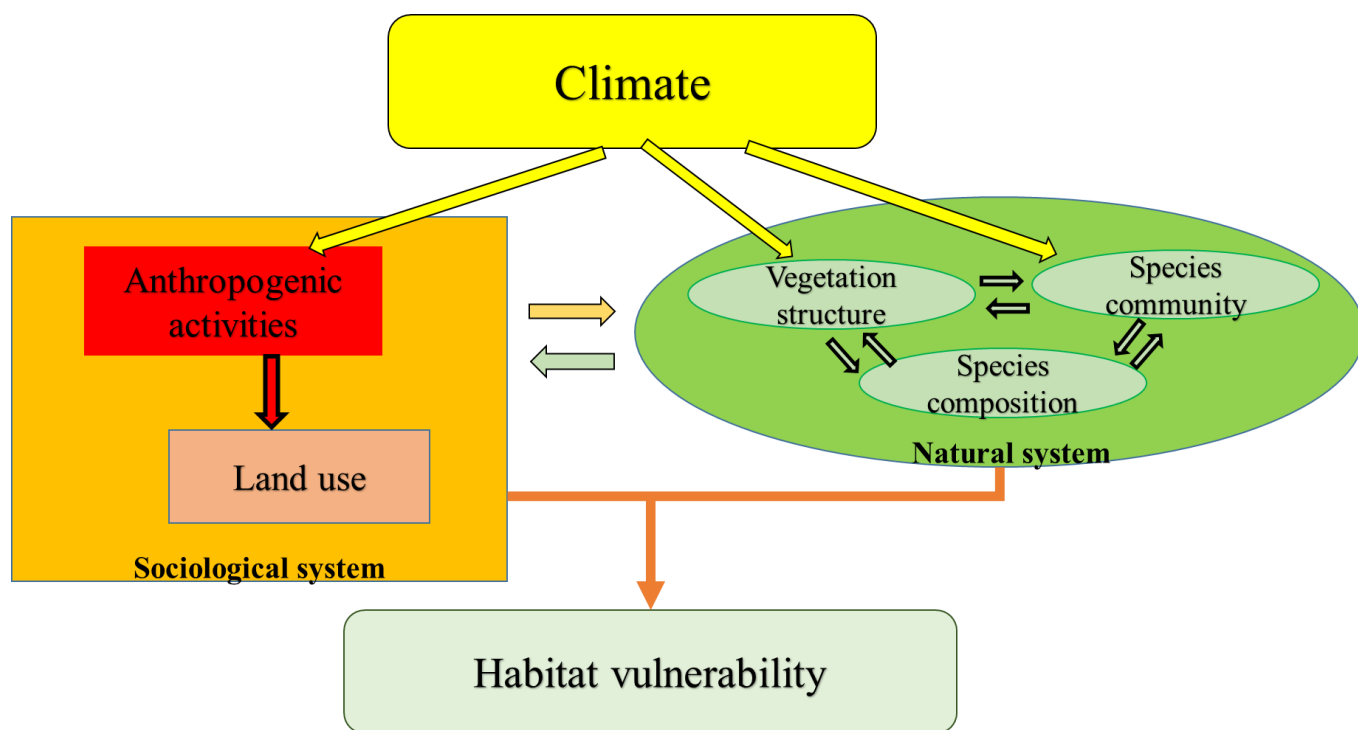 Climate
Anthropogenic
activities
Land use
Sociological system
Vegetation
structure
Species
community
Species
composition
Natural system
Habitat vulnerability